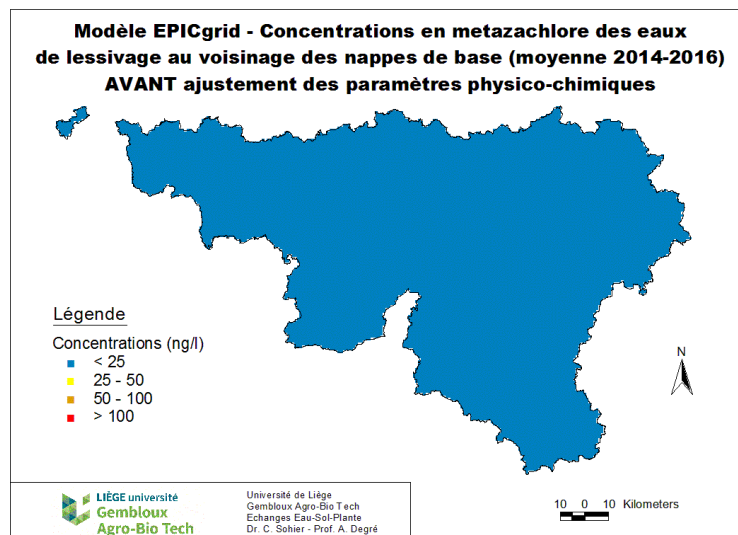 Modèle EPICgrid - Concentrations en metazachlore des eaux
de lessivage au voisinage des nappes de base (moyenne 2014-2016)
AVANT ajustement des paramètres physico-chimiques
Légende
Concentrations (ng/l)
< 25
25 - 50
50 - 100
> 100
N
LIÈGE université
Gembloux
Agro-Bio Tech
Université de Liège
Gembloux Agro-Bio Tech
Echanges Eau-Sol-Plante
Dr. C. Sohier - Prof. A. Degré
10 0 10 Kilometers